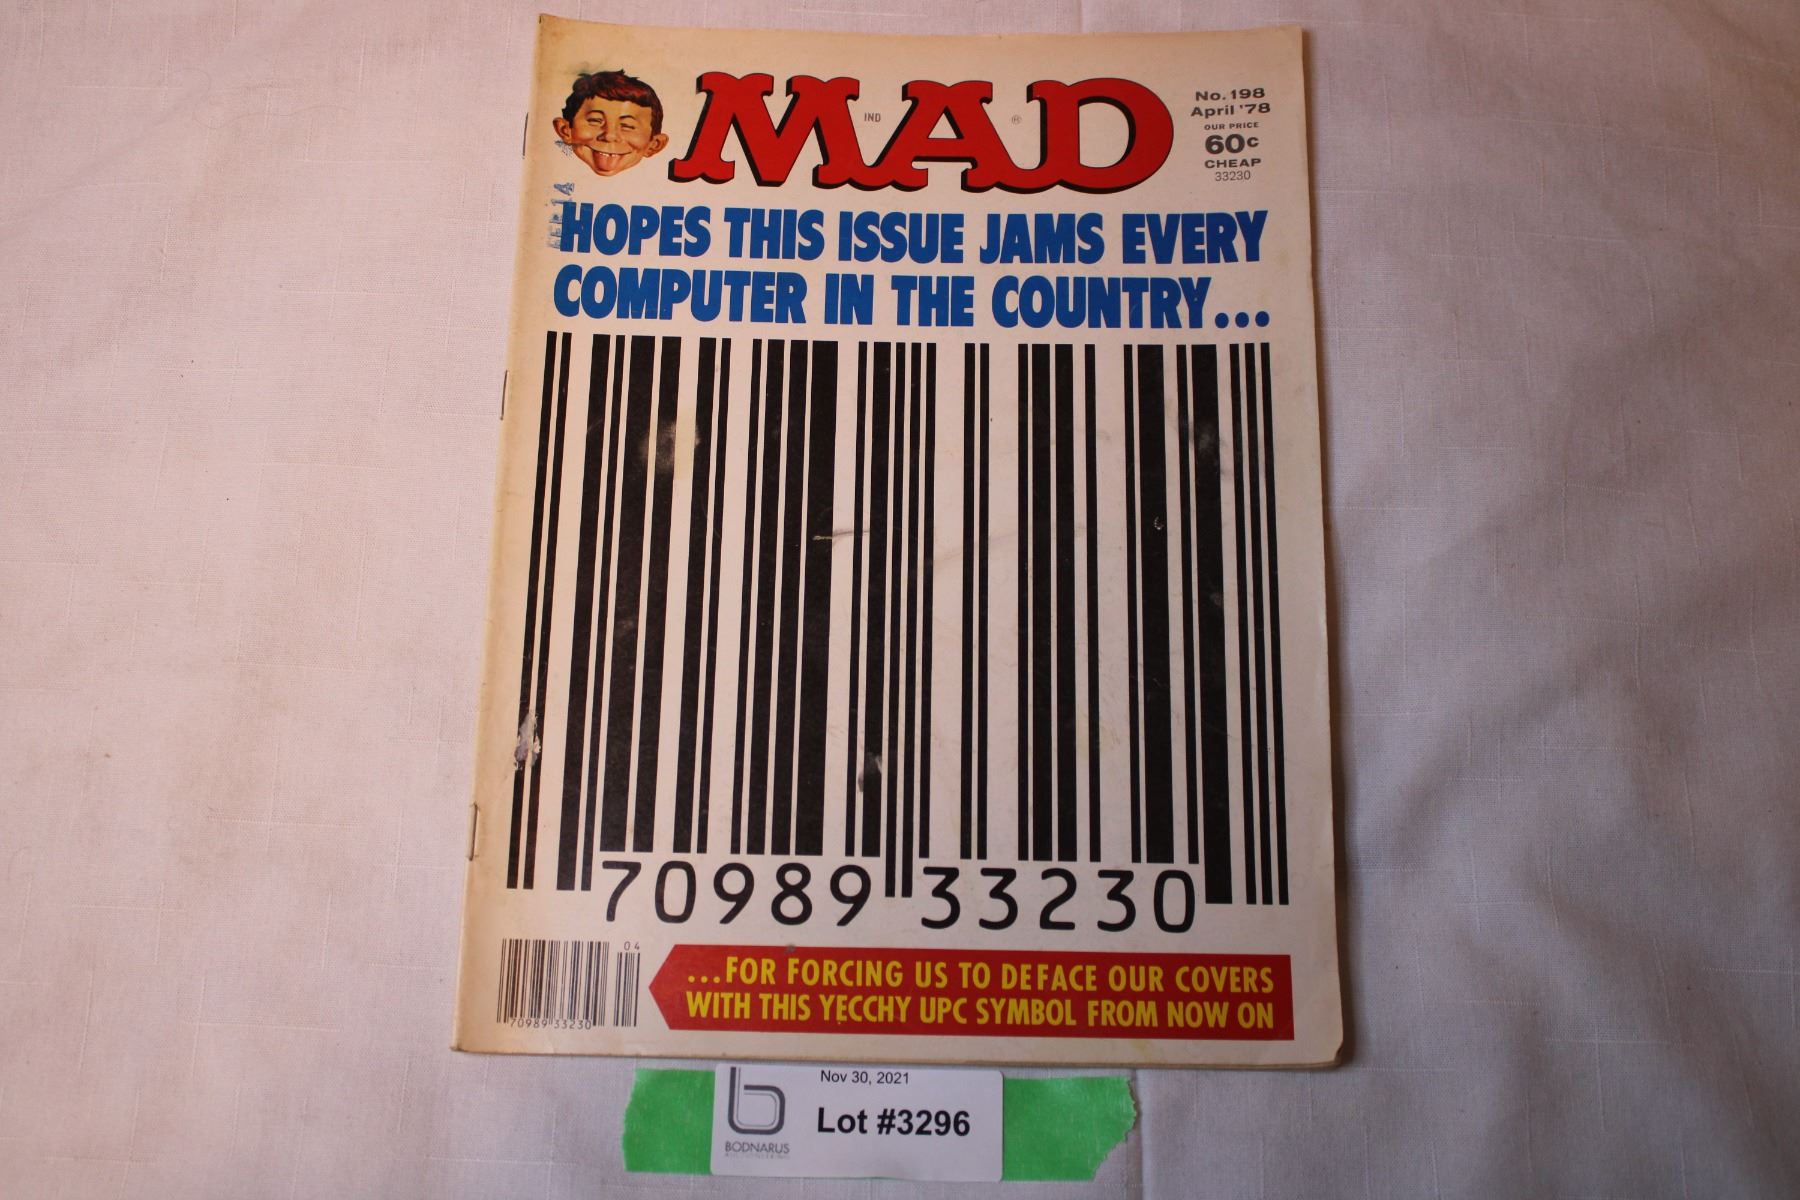 MAD
IND
®
No. 198
April '78
OUR PRICE
60c
CHEAP
33230
HOPES THIS ISSUE JAMS EVERY
COMPUTER IN THE COUNTRY...
70989 33230
04
70989 33230
...FOR FORCING US TO DEFACE OUR COVERS
WITH THIS YECCHY UPC SYMBOL FROM NOW ON
Nov 30, 2021
Lot #3296
BODNARUS
AUCTIONEERING